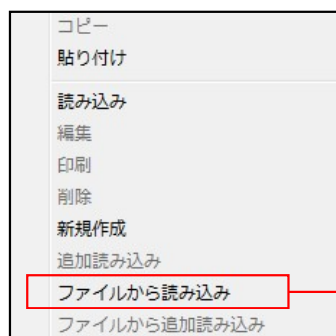 コピー
貼り付け
読み込み
編集
印刷
削除
新規作成
追加読み込み
ファイルから読み込み
ファイルから追加読み込み